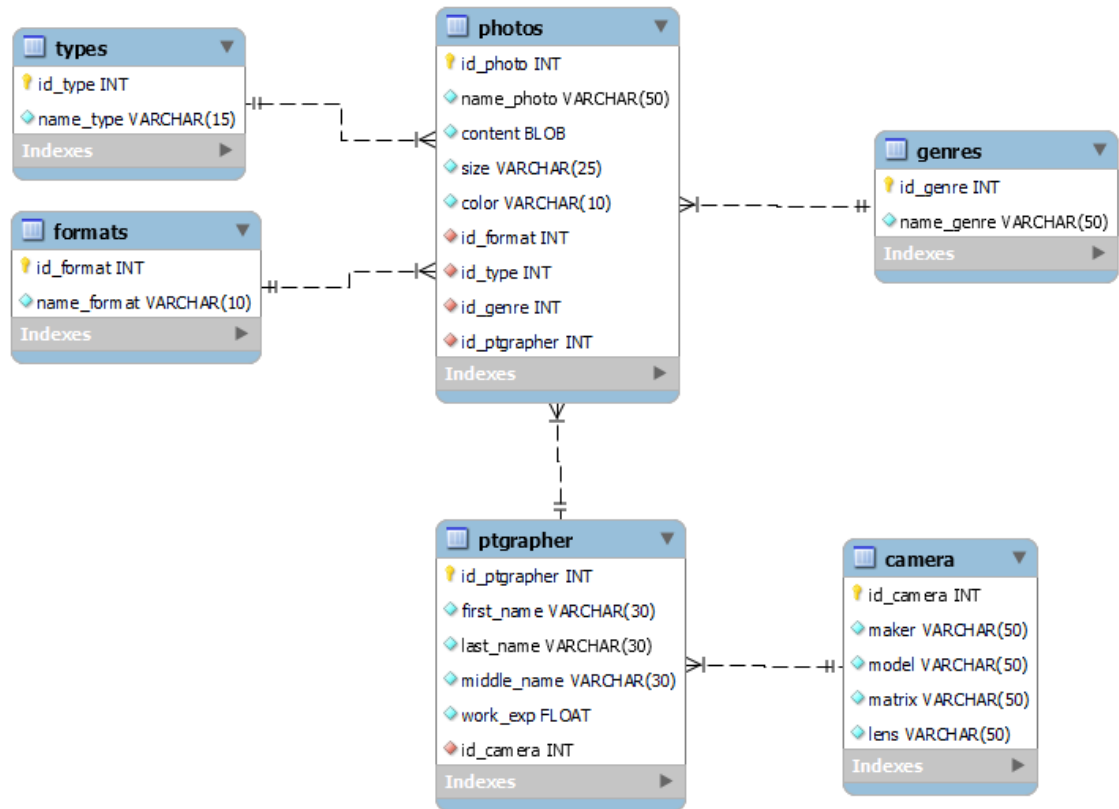 types
id_type INT
name_type VARCHAR(15)
Indexes
formats
id_format INT
name_format VARCHAR(10)
Indexes
photos
id_photo INT
name_photo VARCHAR(50)
content BLOB
size VARCHAR(25)
color VARCHAR(10)
id_format INT
id_type INT
id_genre INT
id_ptgrapher INT
Indexes
genres
id_genre INT
name_genre VARCHAR(50)
Indexes
ptgrapher
id_ptgrapher INT
first_name VARCHAR(30)
last_name VARCHAR(30)
middle_name VARCHAR(30)
work_exp FLOAT
id_camera INT
Indexes
camera
id_camera INT
maker VARCHAR(50)
model VARCHAR(50)
matrix VARCHAR(50)
lens VARCHAR(50)
Indexes